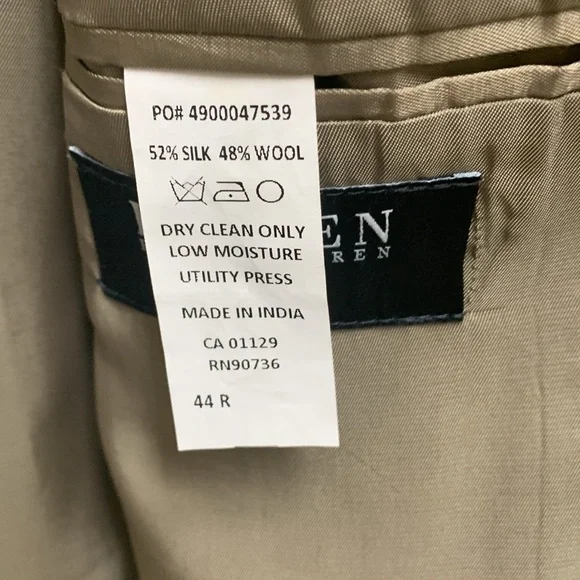 PO# 4900047539
52% SILK 48% WOOL
DRY CLEAN ONLY
LOW MOISTURE
UTILITY PRESS
MADE IN INDIA
CA 01129
RN90736
44 R